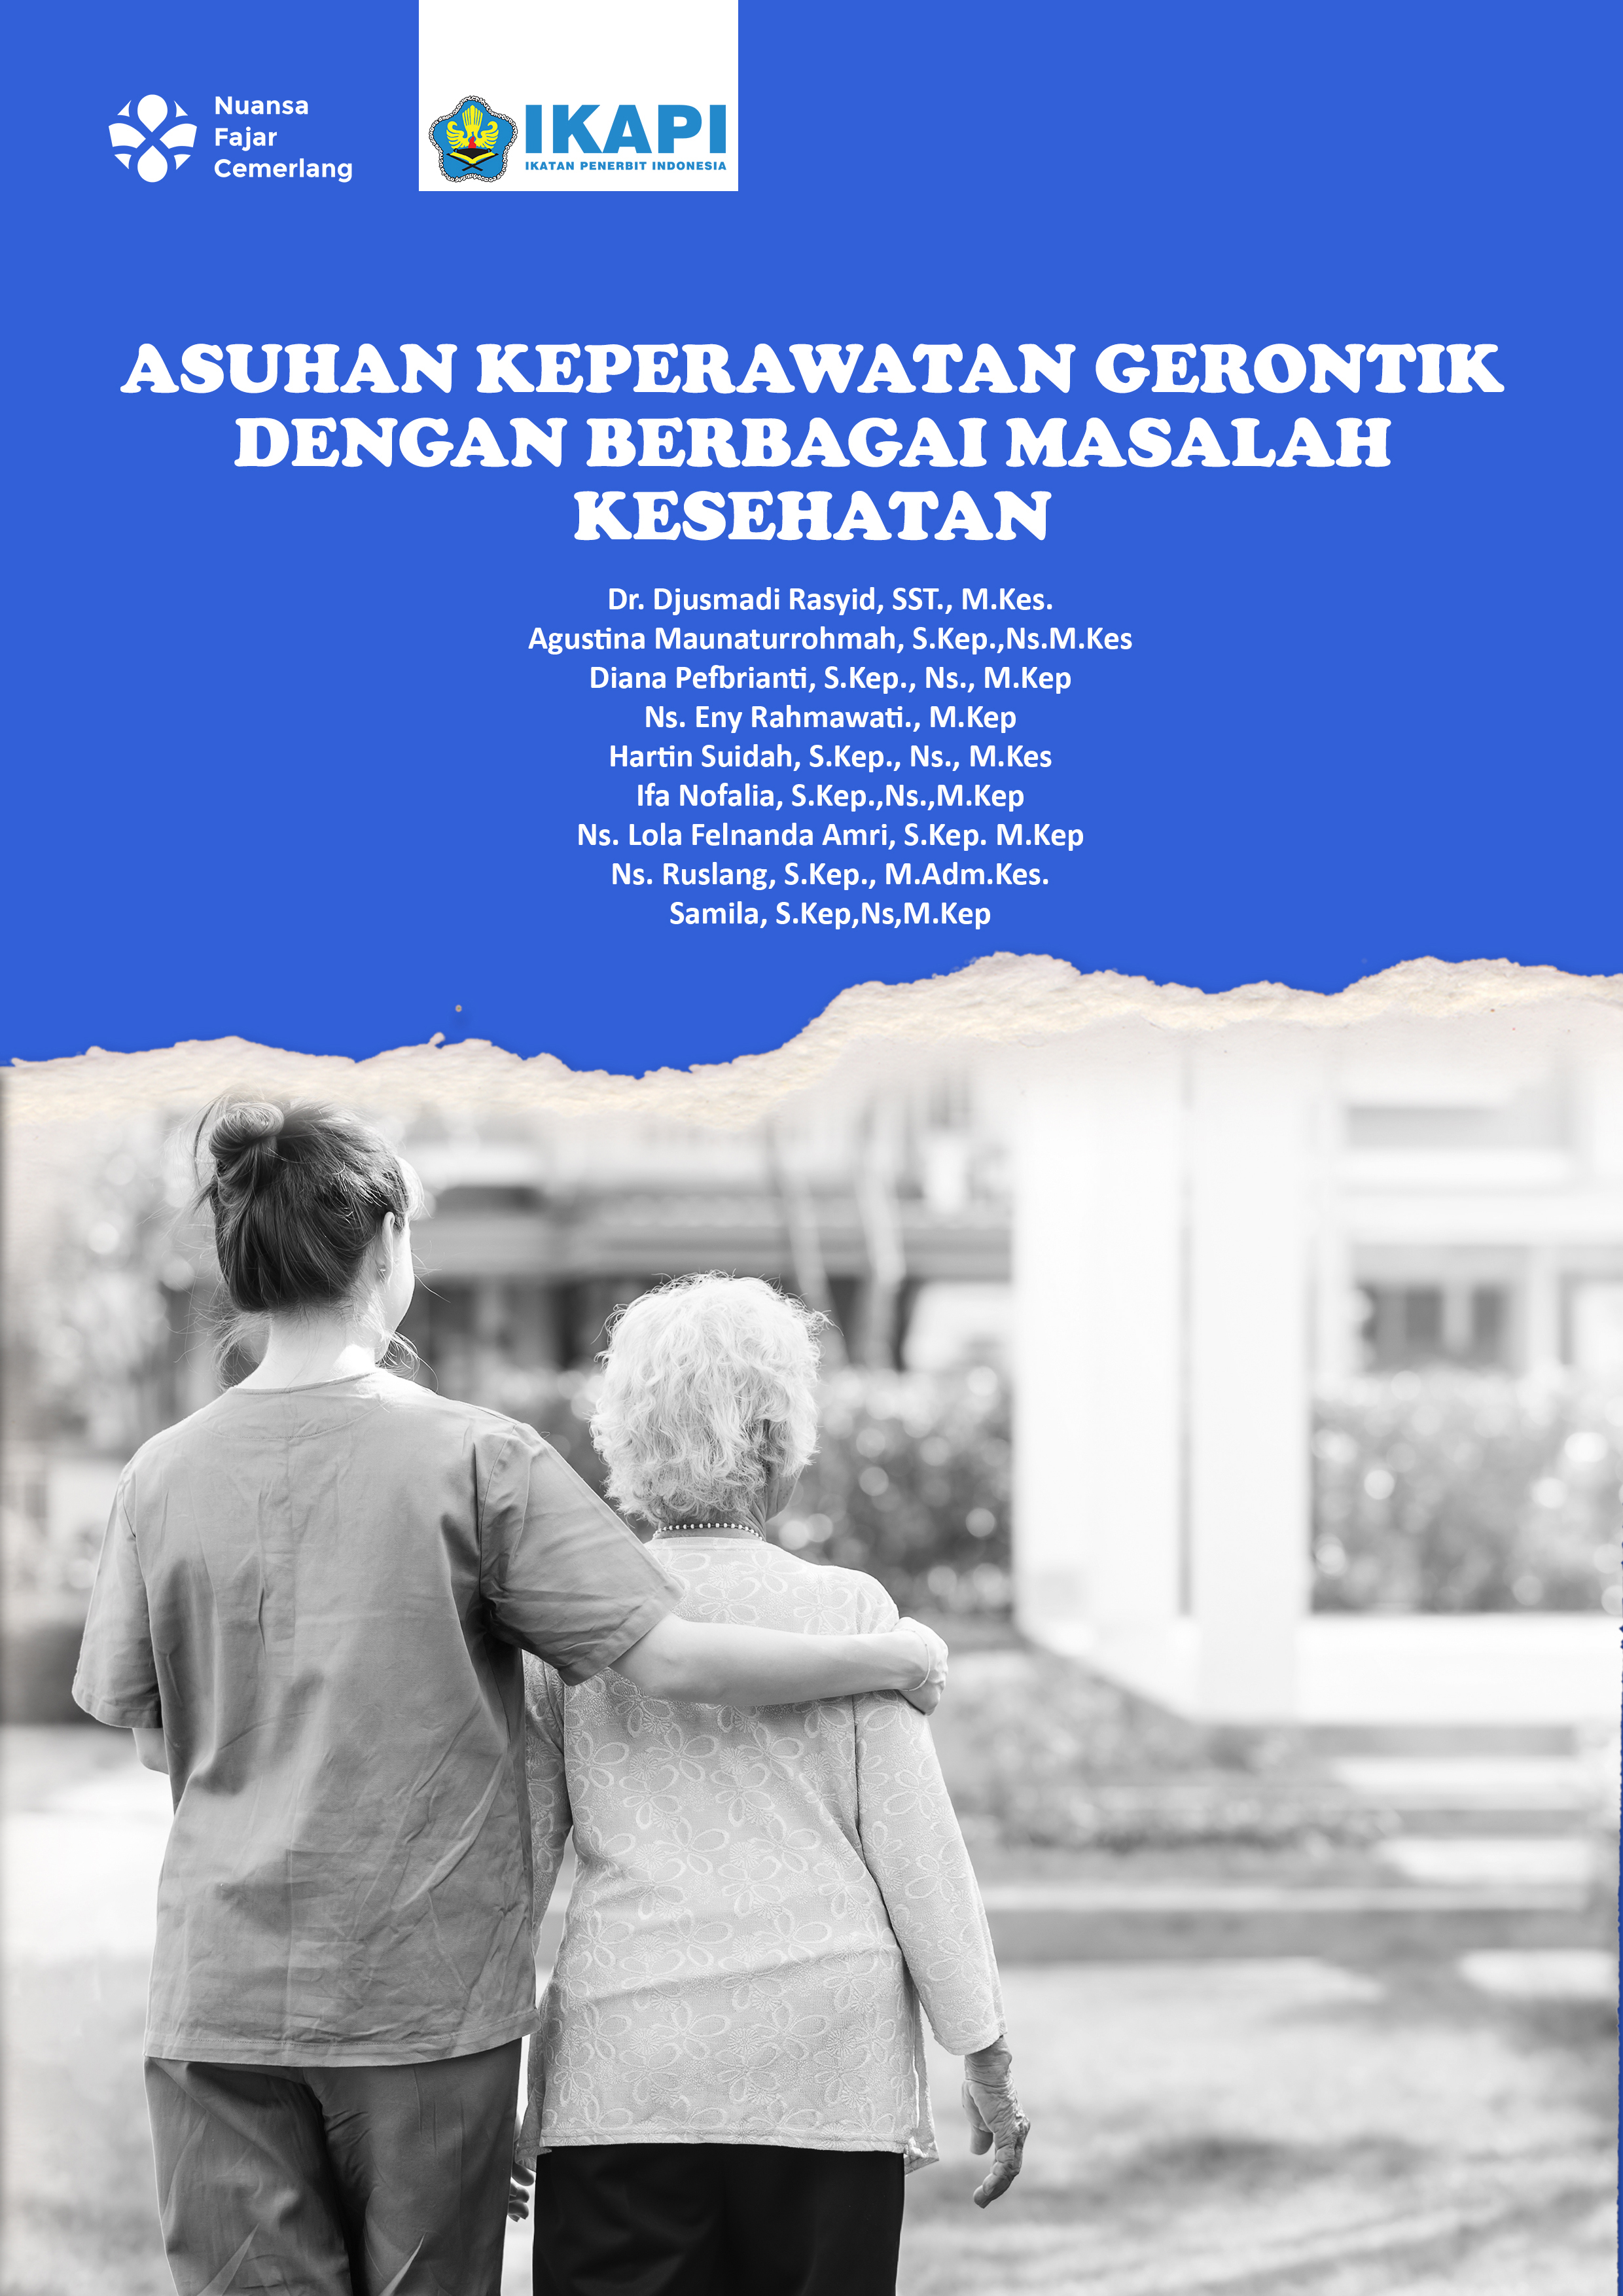 Nuansa
Fajar
Cemerlang
IKAPI
IKATAN PENERBIT INDONESIA
ASUHAN KEPERAWATAN GERONTIK
DENGAN BERBAGAI MASALAH
KESEHATAN
Dr. Djusmadi Rasyid, SST., M.Kes.
Agustina Maunaturrohmah, S.Kep.,Ns.M.Kes
Diana Pefbrianti, S.Kep., Ns., M.Kep
Ns. Eny Rahmawati., M.Kep
Hartin Suidah, S.Kep., Ns., M.Kes
Ifa Nofalia, S.Kep.,Ns.,M.Kep
Ns. Lola Felnanda Amri, S.Kep. M.Kep
Ns. Ruslang, S.Kep., M.Adm.Kes.
Samila, S.Kep,Ns,M.Kep